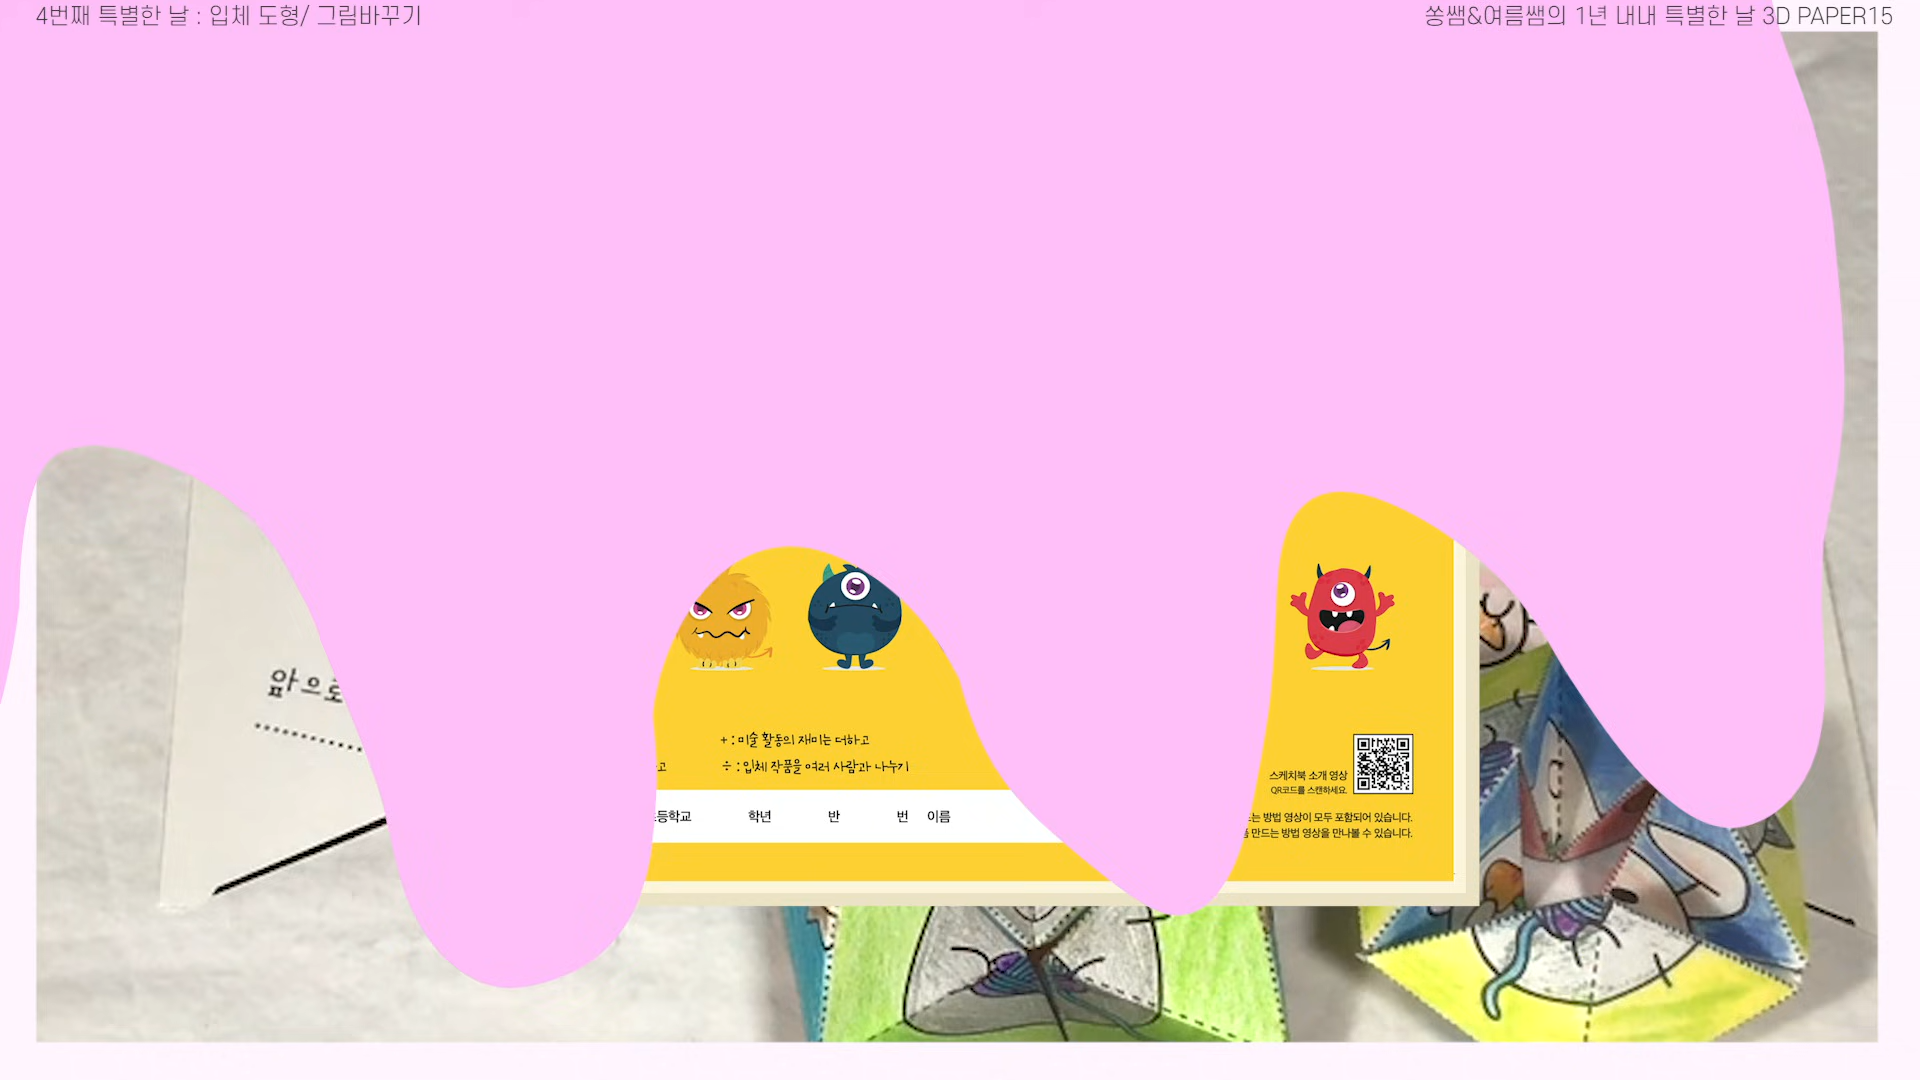 4번째 특별한 날 : 입체 도형/ 그림바꾸기
쏭쌤&여름쌤의 1년 내내 특별한 날 3D PAPER15
앞으로
+ : 미술 활동의 재미는 더하고
고
÷ : 입체 작품을 여러 사람과 나누기
등학교 학년 반 번 이름
스케치북 소개 영상
QR코드를 스캔하세요.
는 방법 영상이 모두 포함되어 있습니다.
만드는 방법 영상을 만나볼 수 있습니다.